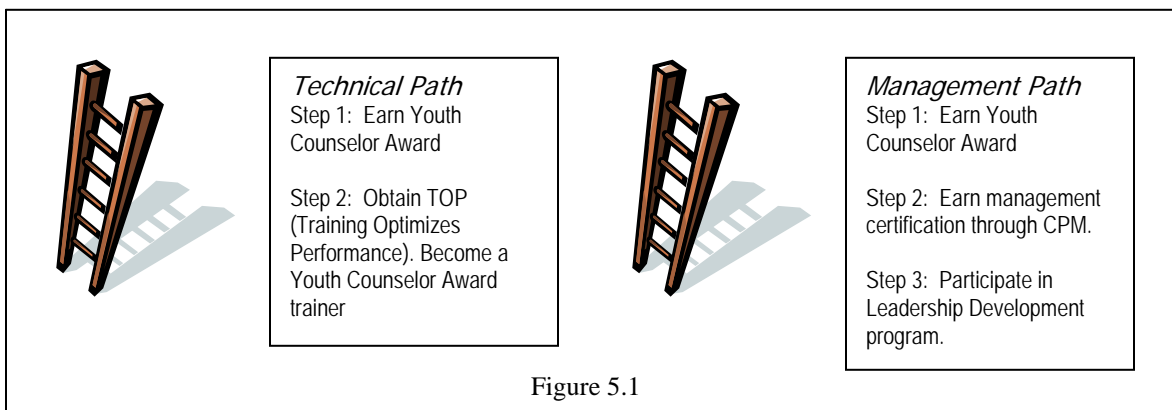 Technical Path
Step 1: Earn Youth
Counselor Award
Step 2: Obtain TOP
(Training Optimizes
Performance). Become a
Youth Counselor Award
trainer
Management Path
Step 1: Earn Youth
Counselor Award
Step 2: Earn management
certification through CPM.
Step 3: Participate in
Leadership Development
program.
Figure 5.1